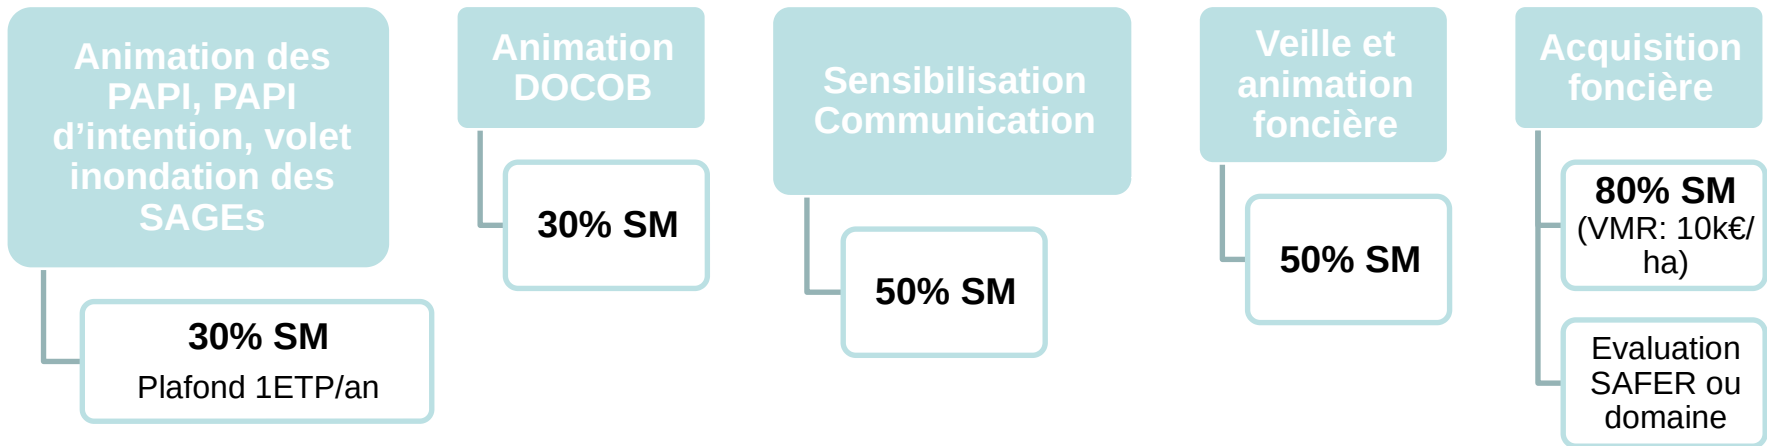 Animation des
PAPI, PAPI
d’intention, volet
inondation des
SAGEs
30% SM
Plafond 1ETP/an
Animation
DOCOB
30% SM
Sensibilisation
Communication
50% SM
Veille et
animation
foncière
50% SM
Acquisition
foncière
80% SM
(VMR: 10k€/
ha)
Evaluation
SAFER ou
domaine